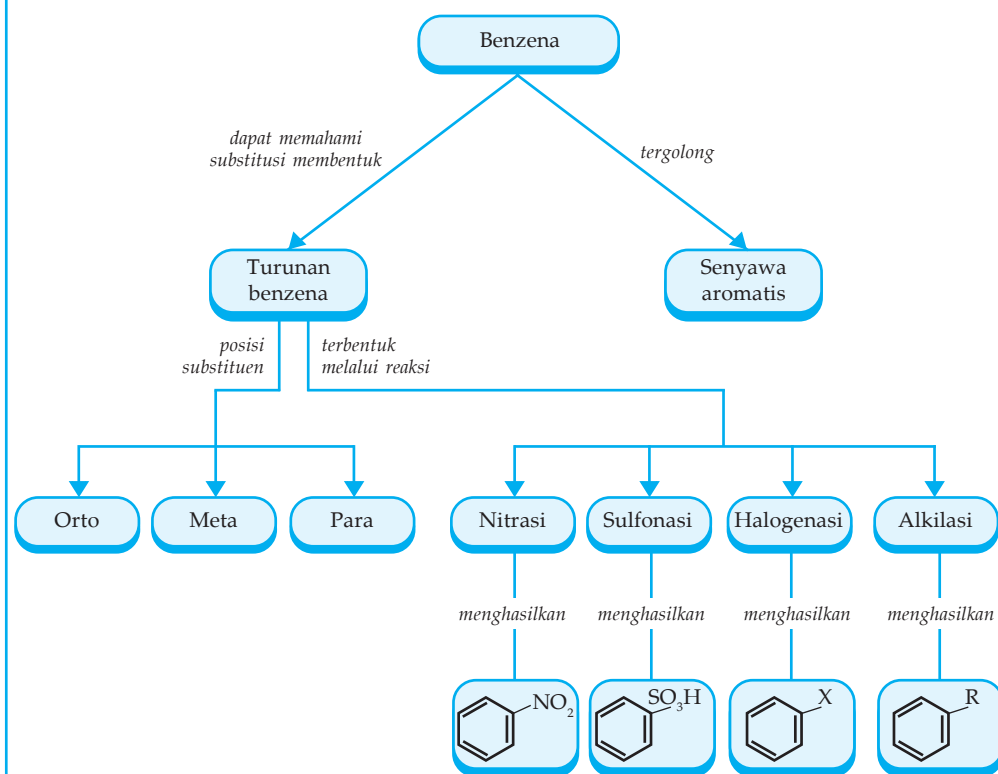 Benzena
dapat memahami
substitusi membentuk
tergolong
Turunan
benzena
Senyawa
aromatis
posisi
substituen
terbentuk
melalui reaksi
Orto
Meta
Para
Nitrasi
Sulfonasi
Halogenasi
Alkilasi
menghasilkan
menghasilkan
menghasilkan
menghasilkan
NO2
SO3H
X
R